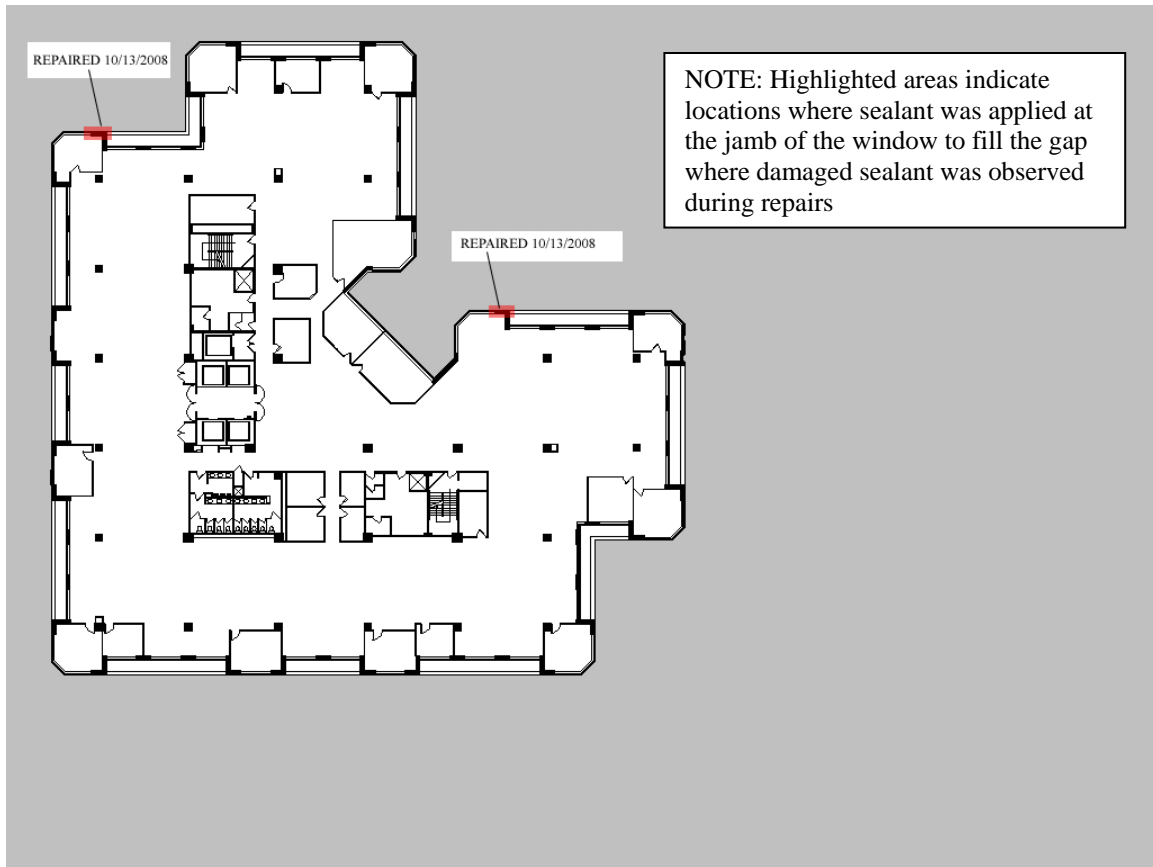 REPAIRED 10/13/2008
NOTE: Highlighted areas indicate
locations where sealant was applied at
the jamb of the window to fill the gap
where damaged sealant was observed
during repairs
REPAIRED 10/13/2008